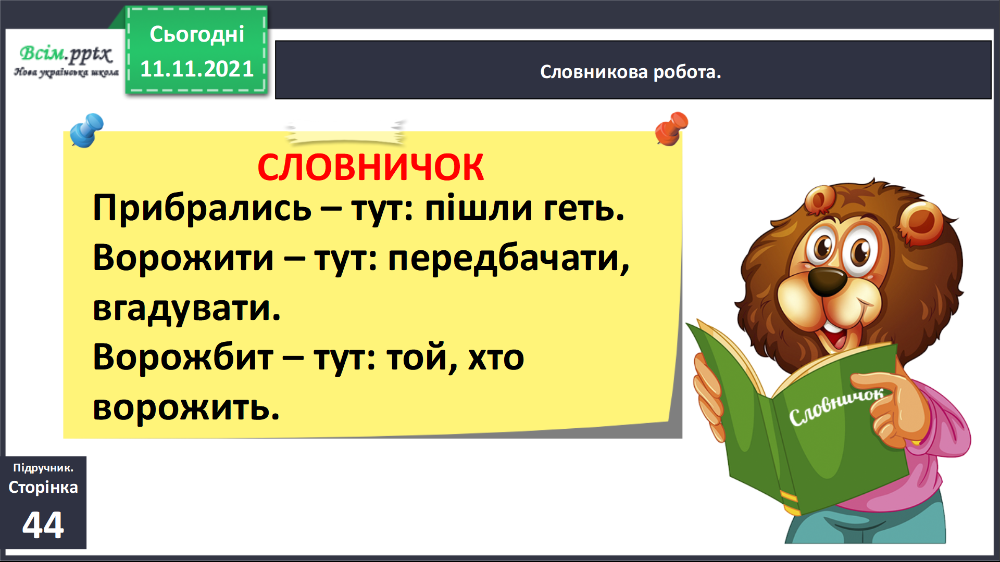 Сьогодні
11.11.2021
Всім.pptx
Нова українська школа
Словникова робота.
СЛОВНИЧОК
Прибрались – тут: пішли геть.
Ворожити – тут: передбачати,
вгадувати.
Ворожбит – тут: той, хто
ворожить.
Словничок
Підручник.
Сторінка
44